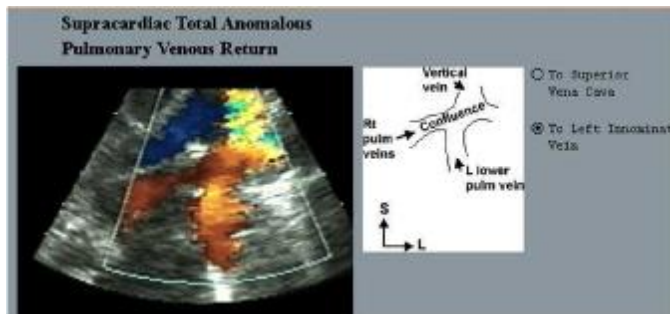 Supracardiac Total Anomalous
Pulmonary Venous Return
Vertical
vein
Confluence
Rt
pulm
veins
L lower
pulm vein
S
L
To Superior
Vena Cava
To Left Innominat
Vein